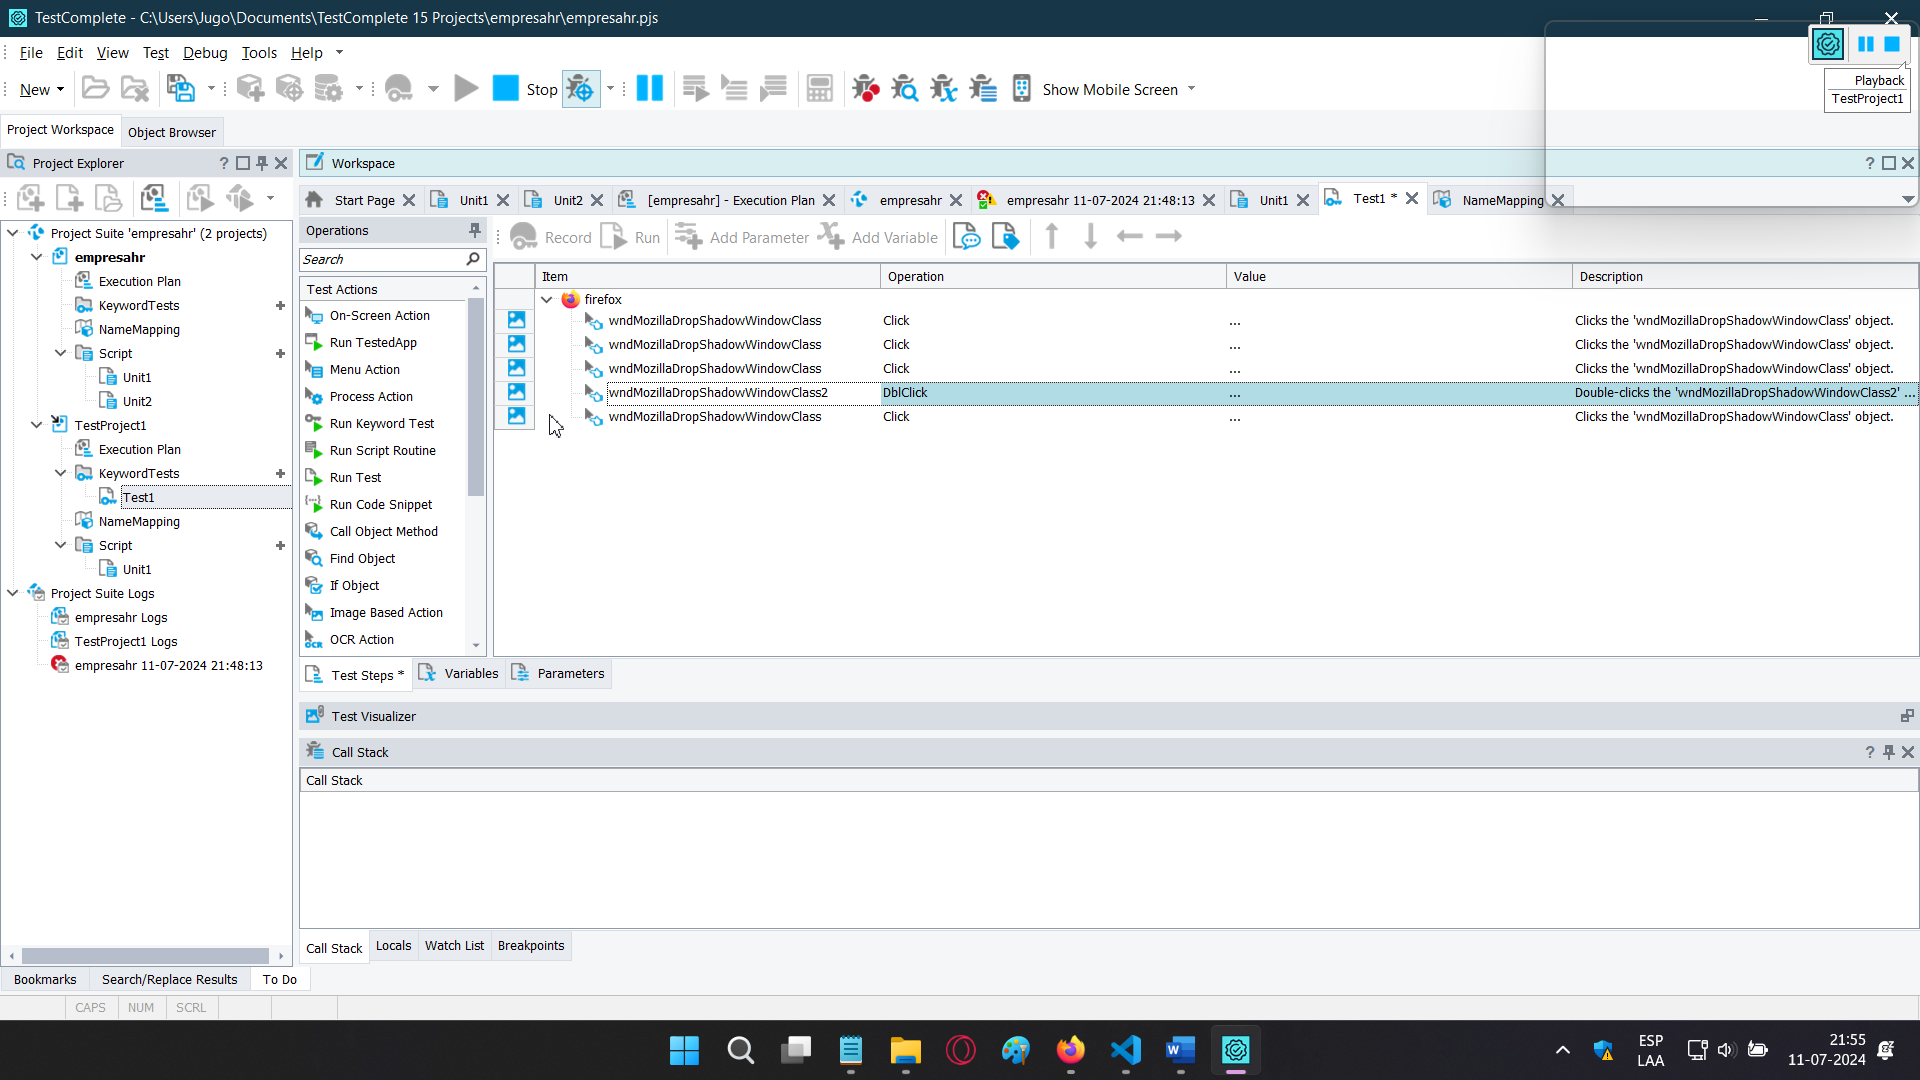 TestComplete - C:\Users\Jugo\Documents\TestComplete 15 Projects\empresahr\empresahr.pjs
File Edit View Test Debug Tools Help
New Stop Show Mobile Screen
Playback
TestProject1
Project Workspace Object Browser
Project Explorer
Workspace
Start Page Unit1 Unit2 [empresahr] - Execution Plan empresahr empresahr 11-07-2024 21:48:13 Unit1 Test1 * NameMapping
Project Suite 'empresahr' (2 projects)
empresahr
Execution Plan
KeywordTests
NameMapping
Script
Unit1
Unit2
TestProject1
Execution Plan
KeywordTests
Test1
NameMapping
Script
Unit1
Project Suite Logs
empresahr Logs
TestProject1 Logs
empresahr 11-07-2024 21:48:13
Operations
Search
Test Actions
On-Screen Action
Run TestedApp
Menu Action
Process Action
Run Keyword Test
Run Script Routine
Run Test
Run Code Snippet
Call Object Method
Find Object
If Object
Image Based Action
OCR Action
OCR
Record Run Add Parameter Add Variable
Item Operation Value Description
firefox
wndMozillaDropShadowWindowClass Click ... Clicks the 'wndMozillaDropShadowWindowClass' object.
wndMozillaDropShadowWindowClass Click ... Clicks the 'wndMozillaDropShadowWindowClass' object.
wndMozillaDropShadowWindowClass Click ... Clicks the 'wndMozillaDropShadowWindowClass' object.
wndMozillaDropShadowWindowClass2 DblClick ... Double-clicks the 'wndMozillaDropShadowWindowClass2' ...
wndMozillaDropShadowWindowClass Click ... Clicks the 'wndMozillaDropShadowWindowClass' object.
Test Steps * Variables Parameters
Test Visualizer
Call Stack
Call Stack
Call Stack Locals Watch List Breakpoints
Bookmarks Search/Replace Results To Do
CAPS NUM SCRL
ESP
LAA
21:55
11-07-2024